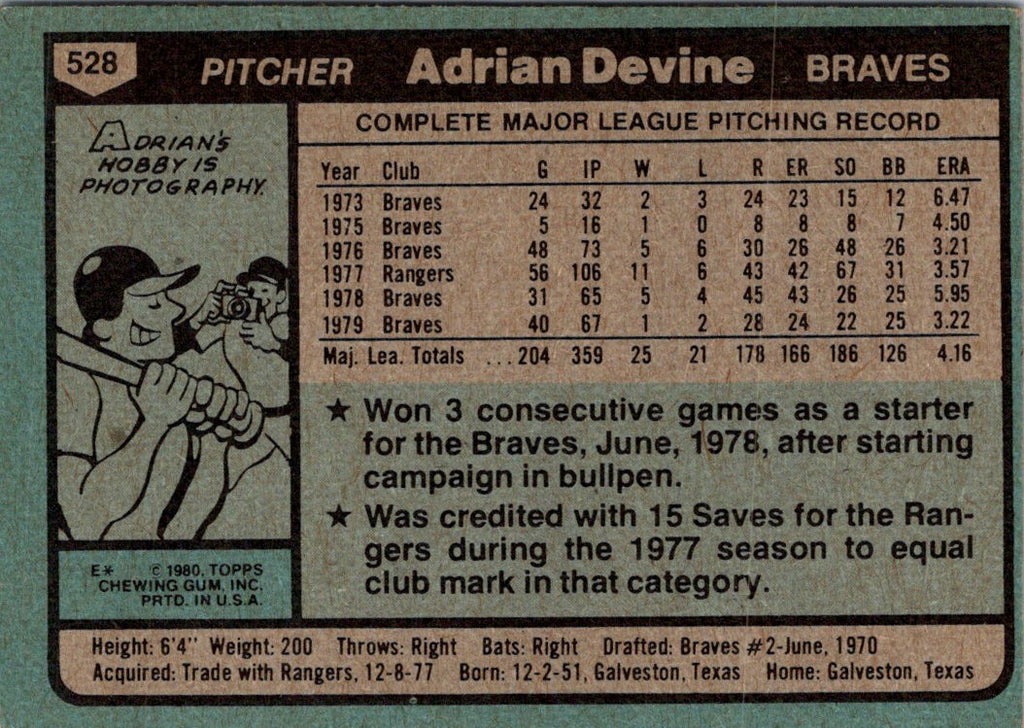 528 PITCHER Adrian Devine BRAVES
ADRIAN'S
HOBBY IS
PHOTOGRAPHY.
COMPLETE MAJOR LEAGUE PITCHING RECORD
Year Club G IP W L R ER SO BB ERA
1973 Braves 24 32 2 3 24 23 15 12 6.47
1975 Braves 5 16 1 0 8 8 8 7 4.50
1976 Braves 48 73 5 6 30 26 48 26 3.21
1977 Rangers 56 106 11 6 43 42 67 31 3.57
1978 Braves 31 65 5 4 45 43 26 25 5.95
1979 Braves 40 67 1 2 28 24 22 25 3.22
Maj. Lea. Totals ...204 359 25 21 178 166 186 126 4.16
★ Won 3 consecutive games as a starter
for the Braves, June, 1978, after starting
campaign in bullpen.
★ Was credited with 15 Saves for the Ran-
gers during the 1977 season to equal
club mark in that category.
E* © 1980, TOPPS
CHEWING GUM, INC.
PRTD. IN U.S.A.
Height: 6'4" Weight: 200 Throws: Right Bats: Right Drafted: Braves #2-June, 1970
Acquired: Trade with Rangers, 12-8-77 Born: 12-2-51, Galveston, Texas Home: Galveston, Texas